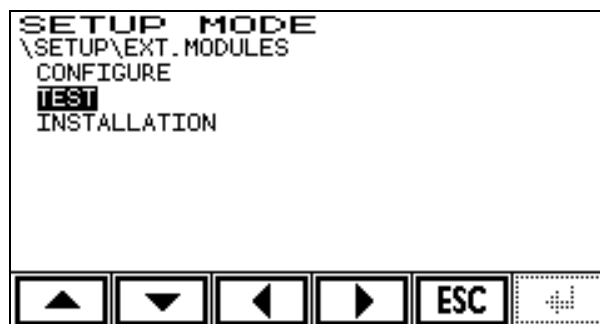 SETUP MODE
\SETUP\EXT.MODULES
CONFIGURE
TEST
INSTALLATION
ESC